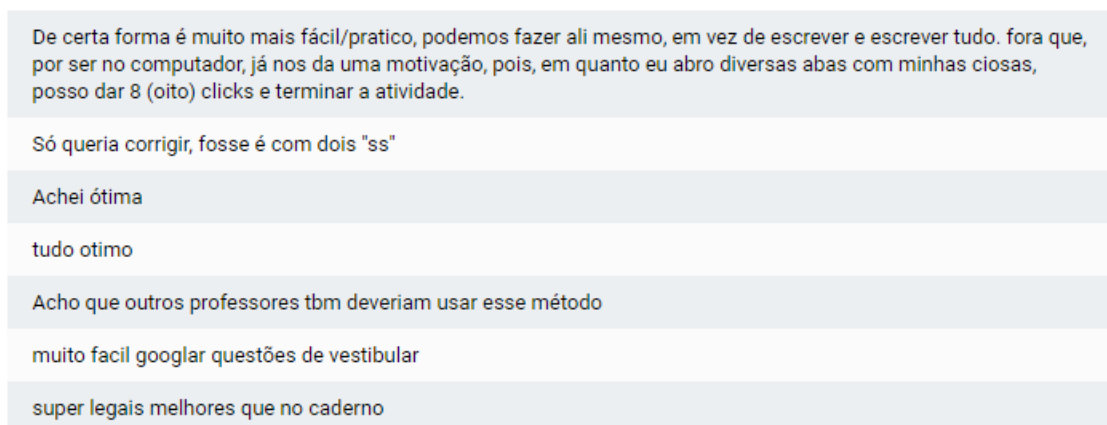 De certa forma é muito mais fácil/pratico, podemos fazer ali mesmo, em vez de escrever e escrever tudo. fora que,
por ser no computador, já nos da uma motivação, pois, em quanto eu abro diversas abas com minhas ciosas,
posso dar 8 (oito) clicks e terminar a atividade.
Só queria corrigir, fosse é com dois "ss"
Achei ótima
tudo otimo
Acho que outros professores tbm deveriam usar esse método
muito facil googlar questões de vestibular
super legais melhores que no caderno